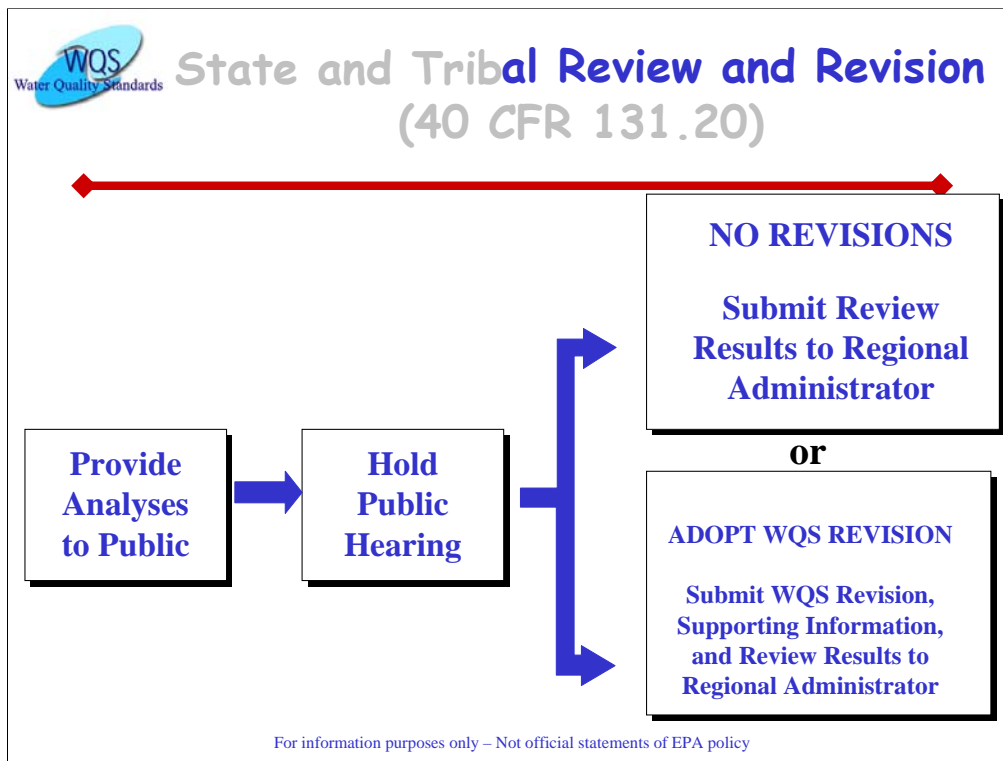 WQS
Water Quality Standards
State and Tribal Review and Revision
(40 CFR 131.20)
Provide
Analyses
to Public
Hold
Public
Hearing
NO REVISIONS
Submit Review
Results to Regional
Administrator
or
ADOPT WQS REVISION
Submit WQS Revision,
Supporting Information,
and Review Results to
Regional Administrator
For information purposes only – Not official statements of EPA policy